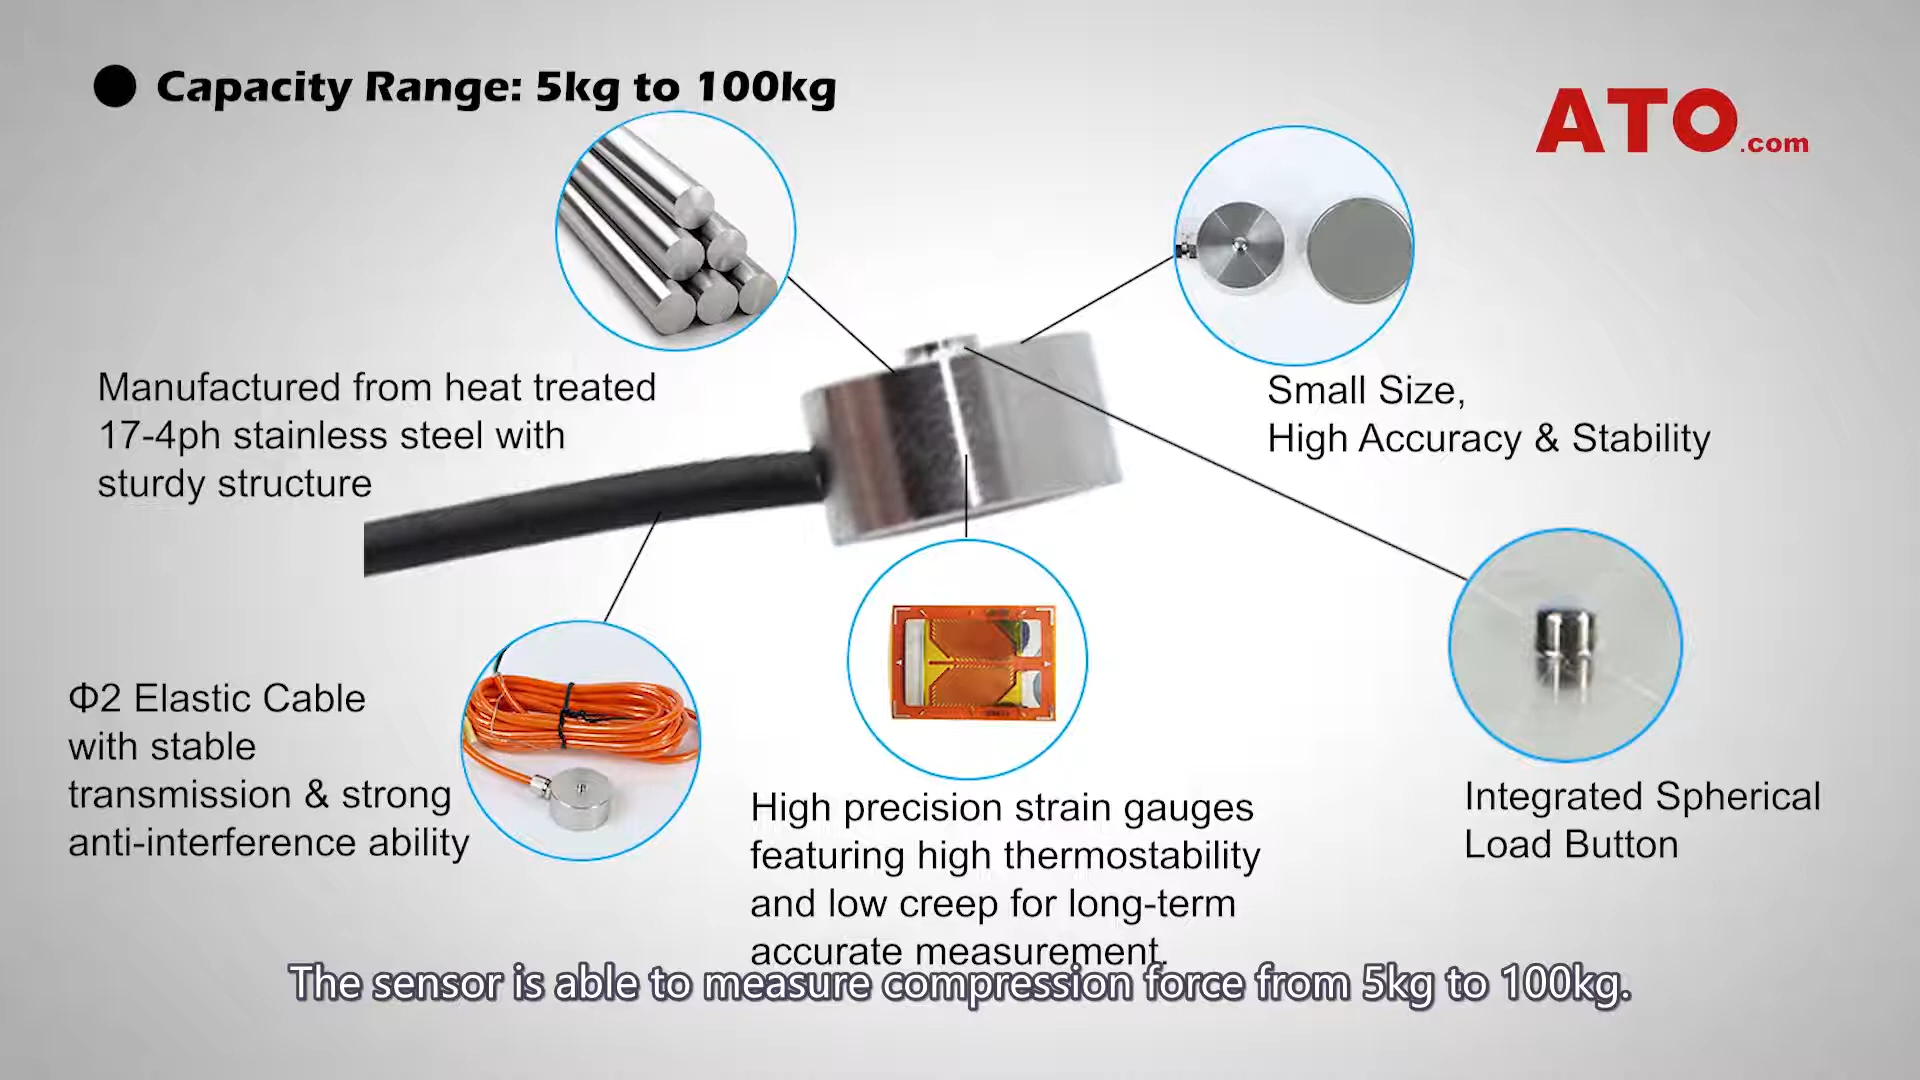 Capacity Range: 5kg to 100kg
ATO.com
Manufactured from heat treated
17-4ph stainless steel with
sturdy structure
Small Size,
High Accuracy & Stability
Φ2 Elastic Cable
with stable
transmission & strong
anti-interference ability
High precision strain gauges
featuring high thermostability
and low creep for long-term
accurate measurement.
Integrated Spherical
Load Button
The sensor is able to measure compression force from 5kg to 100kg.